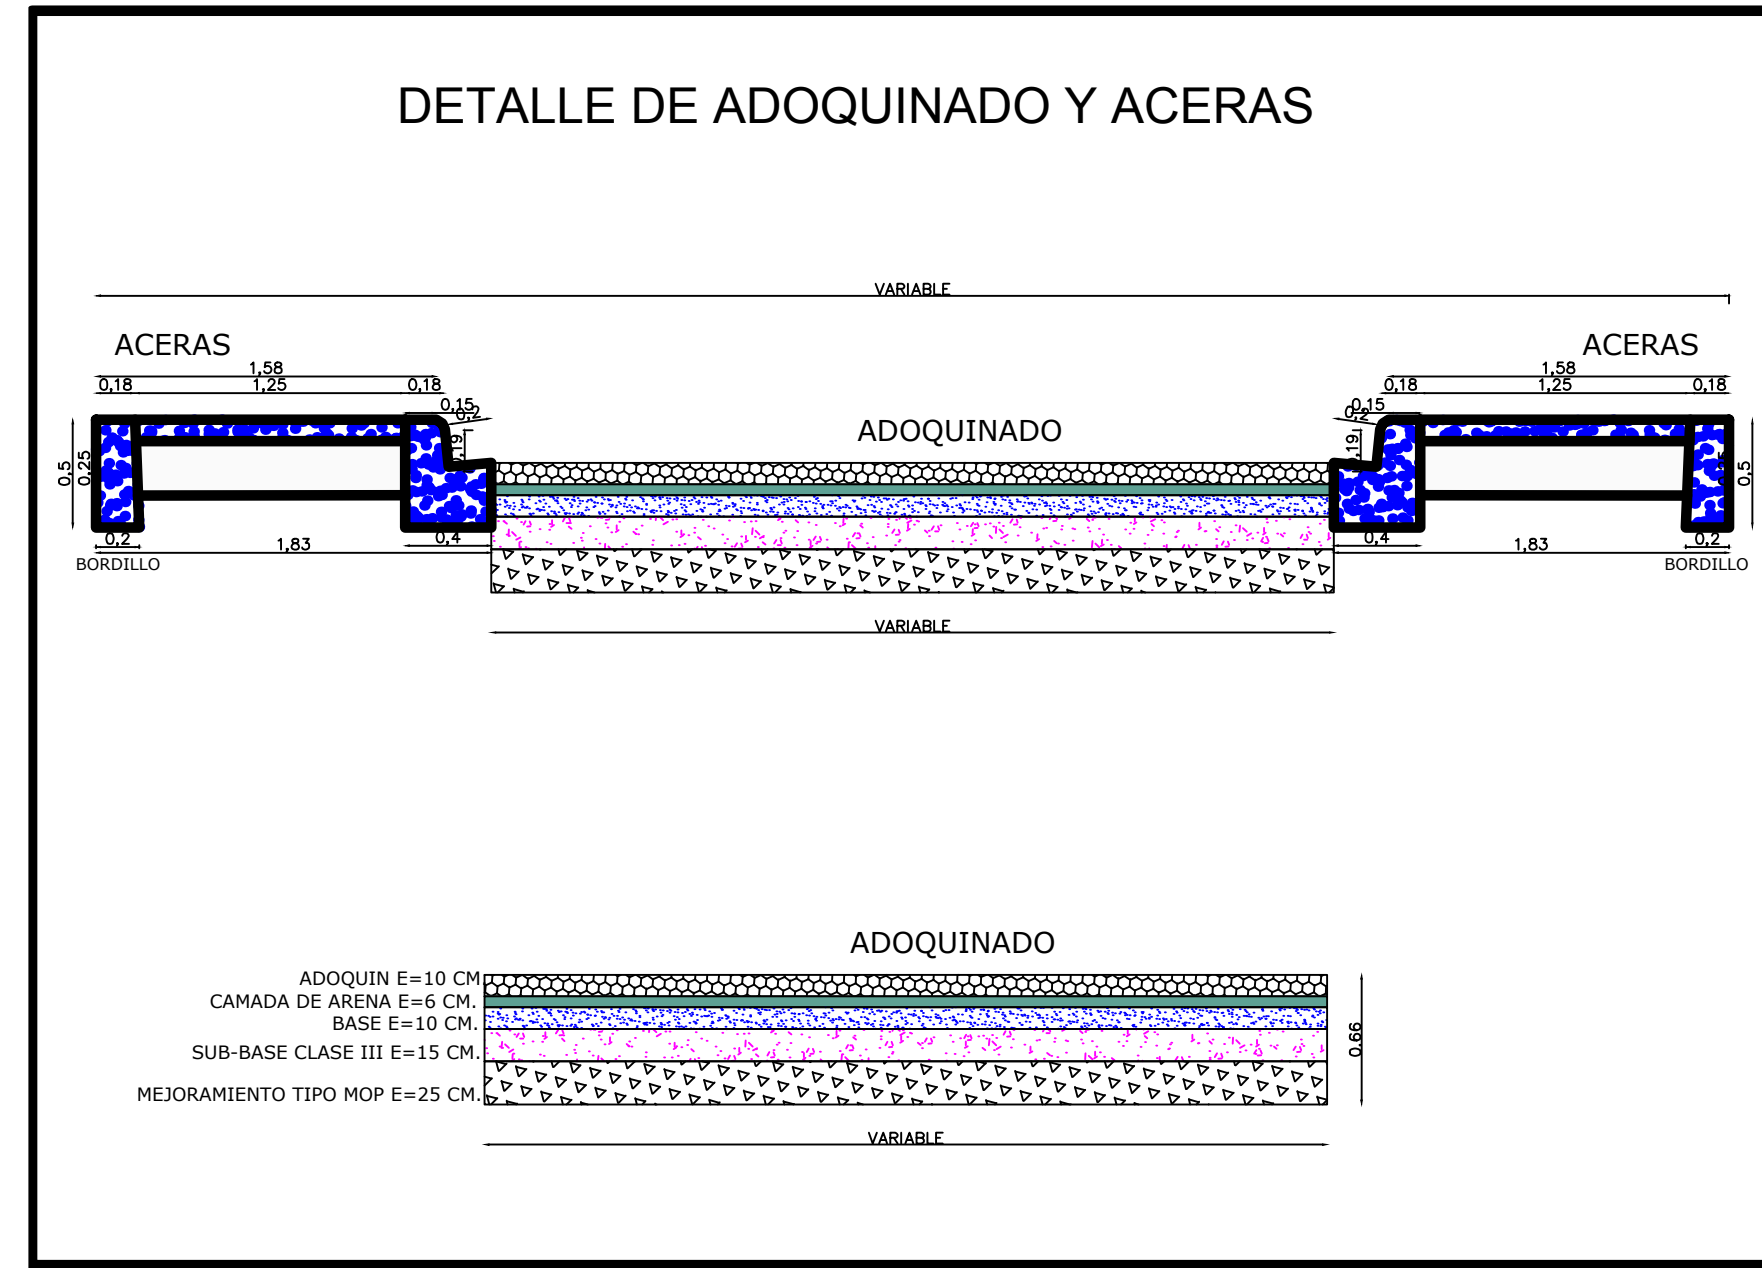 DETALLE DE ADOQUINADO Y ACERAS
VARIABLE
ACERAS
ACERAS
1,58
1,58
0,18
1,25
0,18
0,18
1,25
0,18
0,15
0,2
0,15
0,2
ADOQUINADO
0,19
0,19
0,5
0,25
0,5
0,2
1,83
0,4
0,4
1,83
0,2
BORDILLO
BORDILLO
VARIABLE
ADOQUINADO
ADOQUIN E=10 CM
CAMADA DE ARENA E=6 CM.
BASE E=10 CM.
SUB-BASE CLASE III E=15 CM.
MEJORAMIENTO TIPO MOP E=25 CM.
0.66
VARIABLE